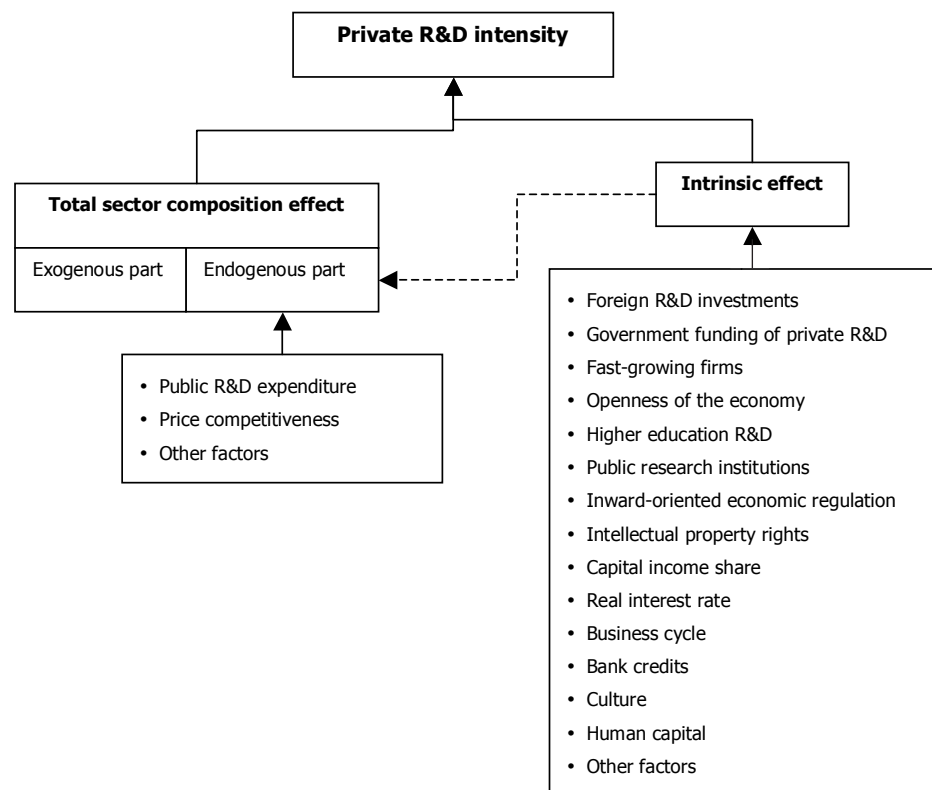 Private R&D intensity
Total sector composition effect
Exogenous part
Endogenous part
• Public R&D expenditure
• Price competitiveness
• Other factors
Intrinsic effect
• Foreign R&D investments
• Government funding of private R&D
• Fast-growing firms
• Openness of the economy
• Higher education R&D
• Public research institutions
• Inward-oriented economic regulation
• Intellectual property rights
• Capital income share
• Real interest rate
• Business cycle
• Bank credits
• Culture
• Human capital
• Other factors